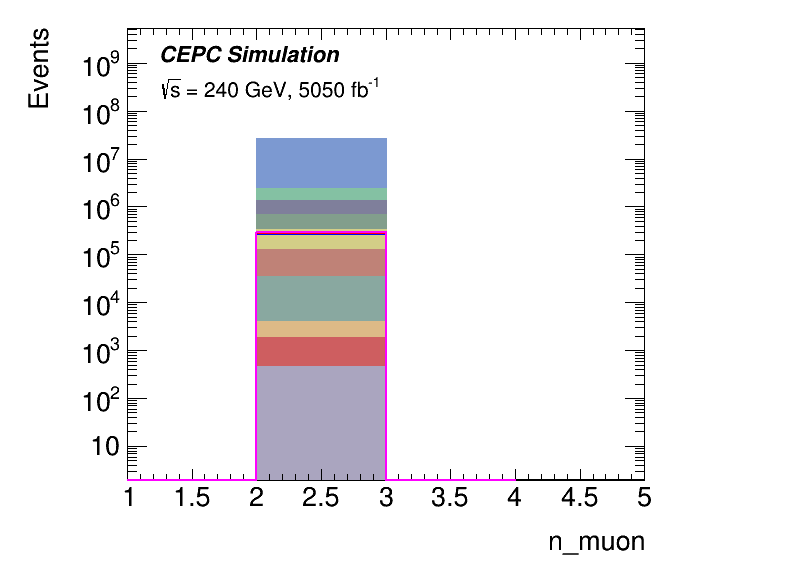 Events
CEPC Simulation
√s = 240 GeV, 5050 fb⁻¹
10⁹
10⁸
10⁷
10⁶
10⁵
10⁴
10³
10²
10
1 1.5 2 2.5 3 3.5 4 4.5 5
n_muon